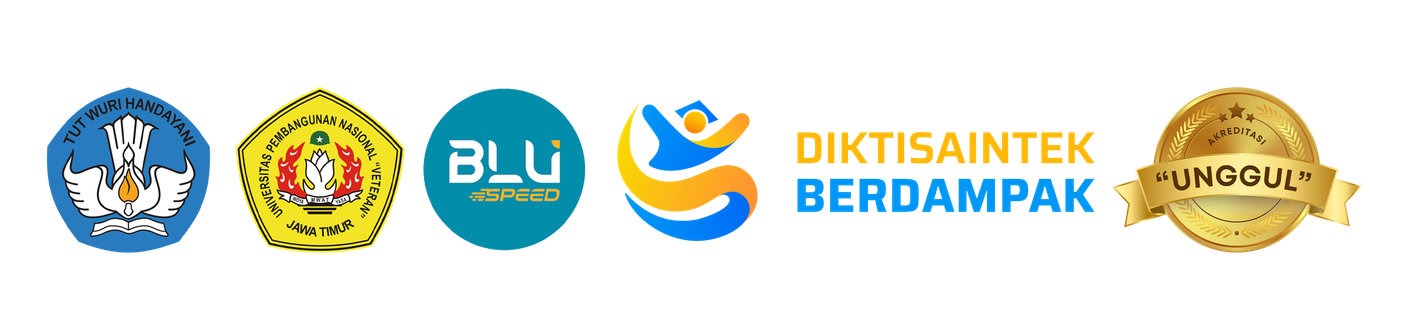 TUT WURI HANDAYANI
UNIVERSITAS PEMBANGUNAN NASIONAL "VETERAN"
JAWA TIMUR
BLU
SPEED
DIKTISAINTEK
BERDAMPAK
AKREDITASI
“UNGGUL”